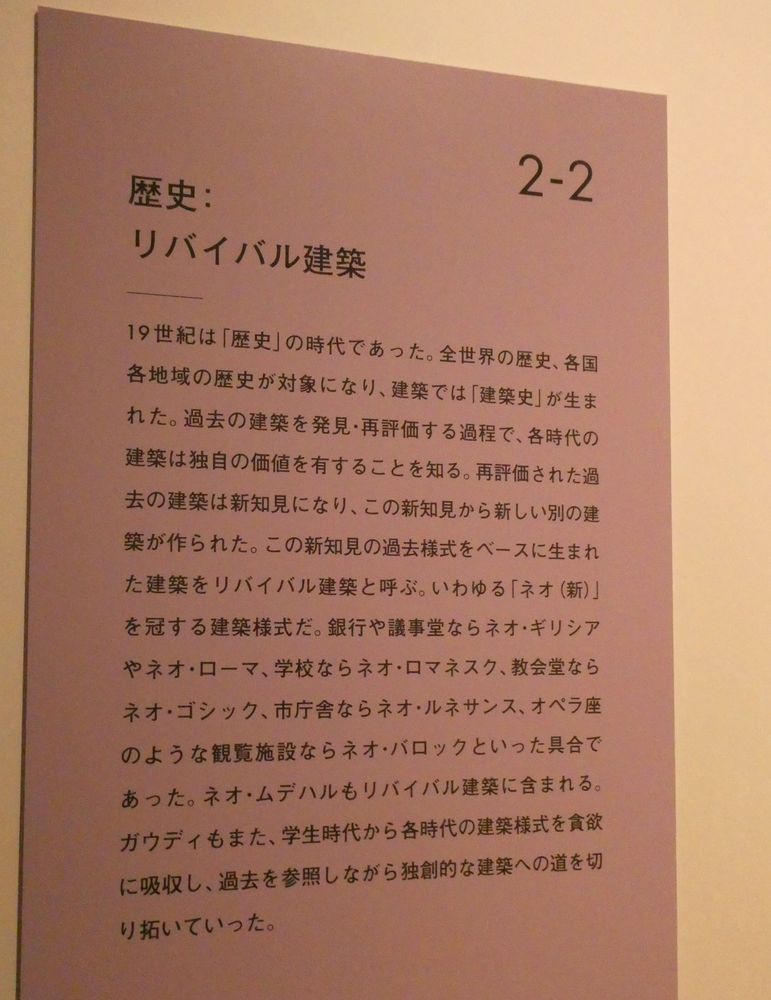 2-2
歴史:
リバイバル建築
19世紀は「歴史」の時代であった。全世界の歴史、各国
各地域の歴史が対象になり、建築では「建築史」が生ま
れた。過去の建築を発見・再評価する過程で、各時代の
建築は独自の価値を有することを知る。再評価された過
去の建築は新知見になり、この新知見から新しい別の建
築が作られた。この新知見の過去様式をベースに生まれ
た建築をリバイバル建築と呼ぶ。いわゆる「ネオ(新)」
を冠する建築様式だ。銀行や議事堂ならネオ・ギリシア
やネオ・ローマ、学校ならネオ・ロマネスク、教会堂なら
ネオ・ゴシック、市庁舎ならネオ・ルネサンス、オペラ座
のような観覧施設ならネオ・バロックといった具合で
あった。ネオ・ムデハルもリバイバル建築に含まれる。
ガウディもまた、学生時代から各時代の建築様式を貪欲
に吸収し、過去を参照しながら独創的な建築への道を切
り拓いていった。